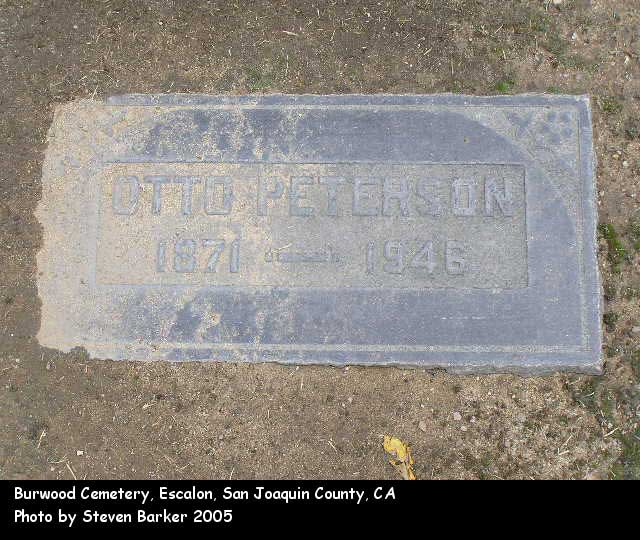 OTTO PETERSON
1871 — 1946
Burwood Cemetery, Escalon, San Joaquin County, CA
Photo by Steven Barker 2005